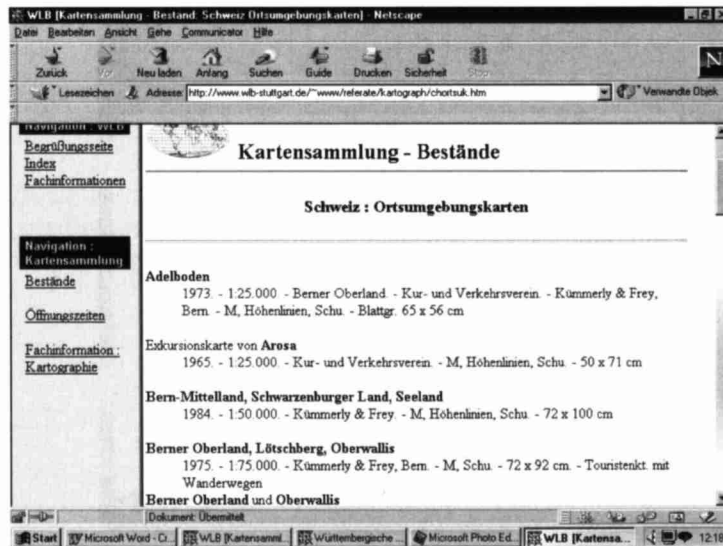 WLB [Kartensammlung - Bestand: Schweiz Ortsumgebungskarten] - Netscape
Datei Bearbeiten Ansicht Gehe Communicator Hilfe
Zurück Vor Neu laden Anfang Suchen Guide Drucken Sicherheit Stop
Lesezeichen Adresse http://www.wlb-stuttgart.de/~www/referate/kartograph/chortsuk.htm Verwandte Objek
Navigation : WLB
Begrüßungsseite
Index
Fachinformationen
Navigation :
Kartensammlung
Bestände
Öffnungszeiten
Fachinformation :
Kartographie
Kartensammlung - Bestände
Schweiz : Ortsumgebungskarten
Adelboden
1973. - 1:25.000 - Berner Oberland. - Kur- und Verkehrsverein. - Kümmerly & Frey,
Bern. - M, Höhenlinien, Schu. - Blattgr. 65 x 56 cm
Exkursionskarte von Arosa
1965. - 1:25.000 - Kur- und Verkehrsverein. - M, Höhenlinien, Schu. - 50 x 71 cm
Bern-Mittelland, Schwarzenburger Land, Seeland
1984. - 1:50.000. - Kümmerly & Frey. - M, Höhenlinien, Schu. - 72 x 100 cm
Berner Oberland, Lötschberg, Oberwallis
1975. - 1:75.000. - Kümmerly & Frey, Bern. - M, Schu. - 72 x 92 cm. - Touristenkt. mit
Wanderwegen
Berner Oberland und Oberwallis
Dokument: Übermittelt
Start Microsoft Word - Ci... WLB [Kartensamml... Württembergische ... Microsoft Photo Ed... WLB [Kartensa... 12:18